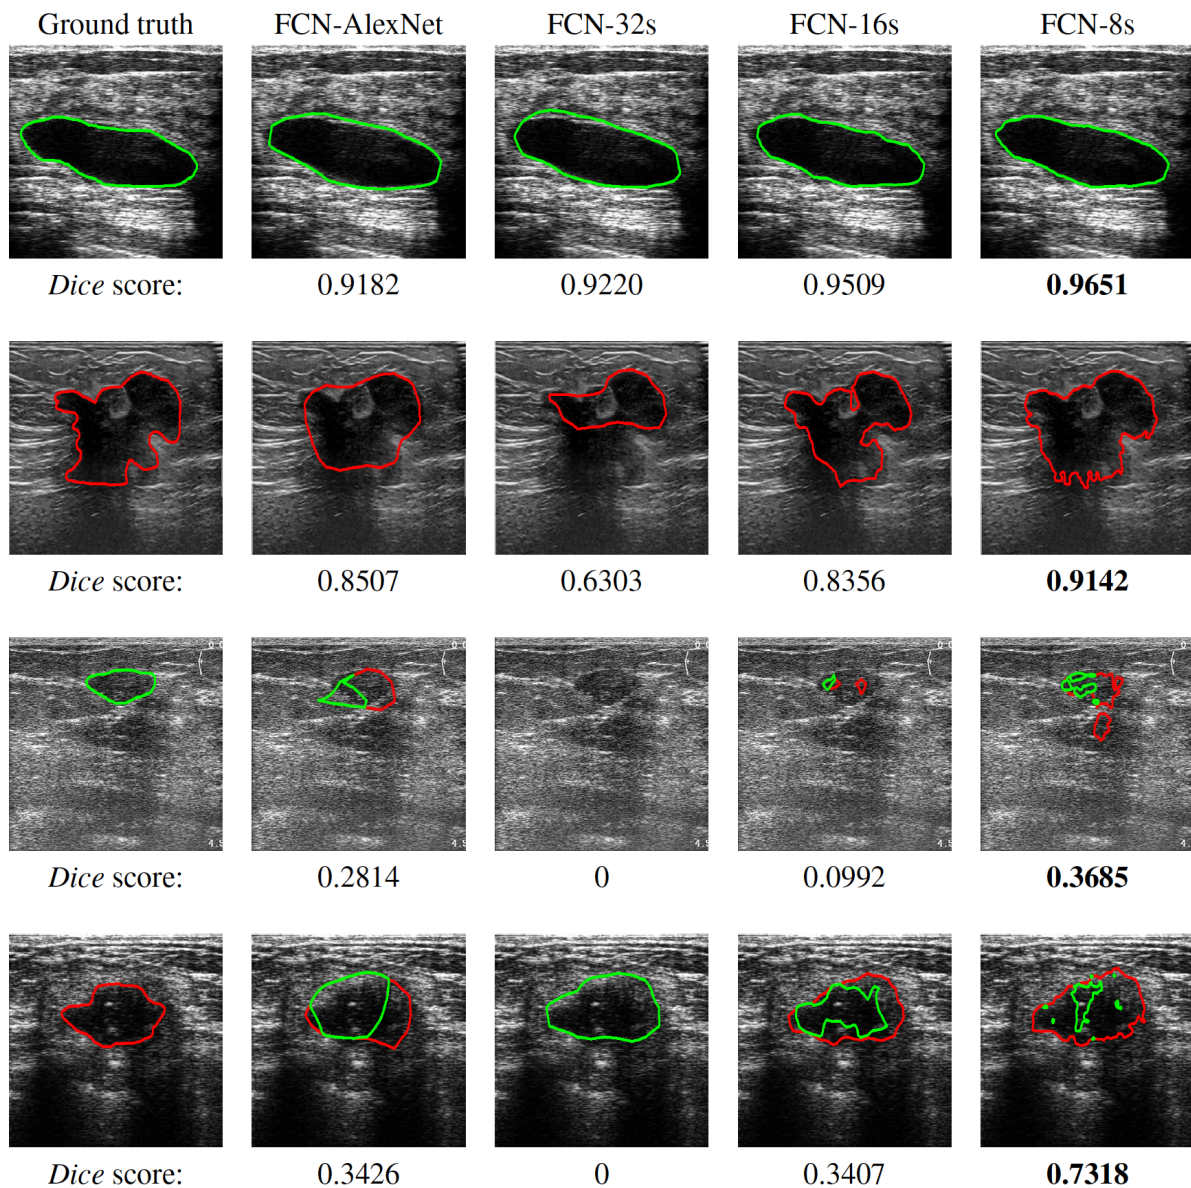 Ground truth FCN-AlexNet FCN-32s FCN-16s FCN-8s
Dice score: 0.9182 0.9220 0.9509 0.9651
Dice score: 0.8507 0.6303 0.8356 0.9142
Dice score: 0.2814 0 0.0992 0.3685
Dice score: 0.3426 0 0.3407 0.7318